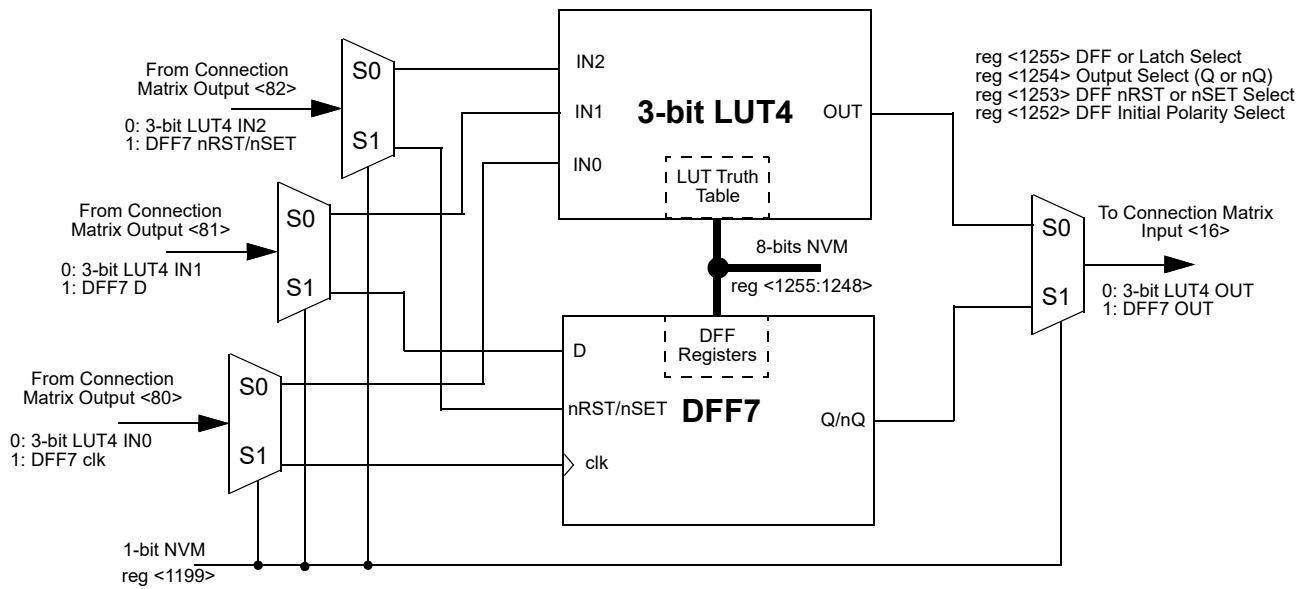 From Connection
Matrix Output <82>
0: 3-bit LUT4 IN2
1: DFF7 nRST/nSET
S0
S1
From Connection
Matrix Output <81>
0: 3-bit LUT4 IN1
1: DFF7 D
S0
S1
From Connection
Matrix Output <80>
0: 3-bit LUT4 IN0
1: DFF7 clk
S0
S1
1-bit NVM
reg <1199>
IN2
IN1
IN0
3-bit LUT4
OUT
LUT Truth
Table
8-bits NVM
reg <1255:1248>
DFF
Registers
D
nRST/nSET
clk
DFF7
Q/nQ
reg <1255> DFF or Latch Select
reg <1254> Output Select (Q or nQ)
reg <1253> DFF nRST or nSET Select
reg <1252> DFF Initial Polarity Select
S0
S1
To Connection Matrix
Input <16>
0: 3-bit LUT4 OUT
1: DFF7 OUT